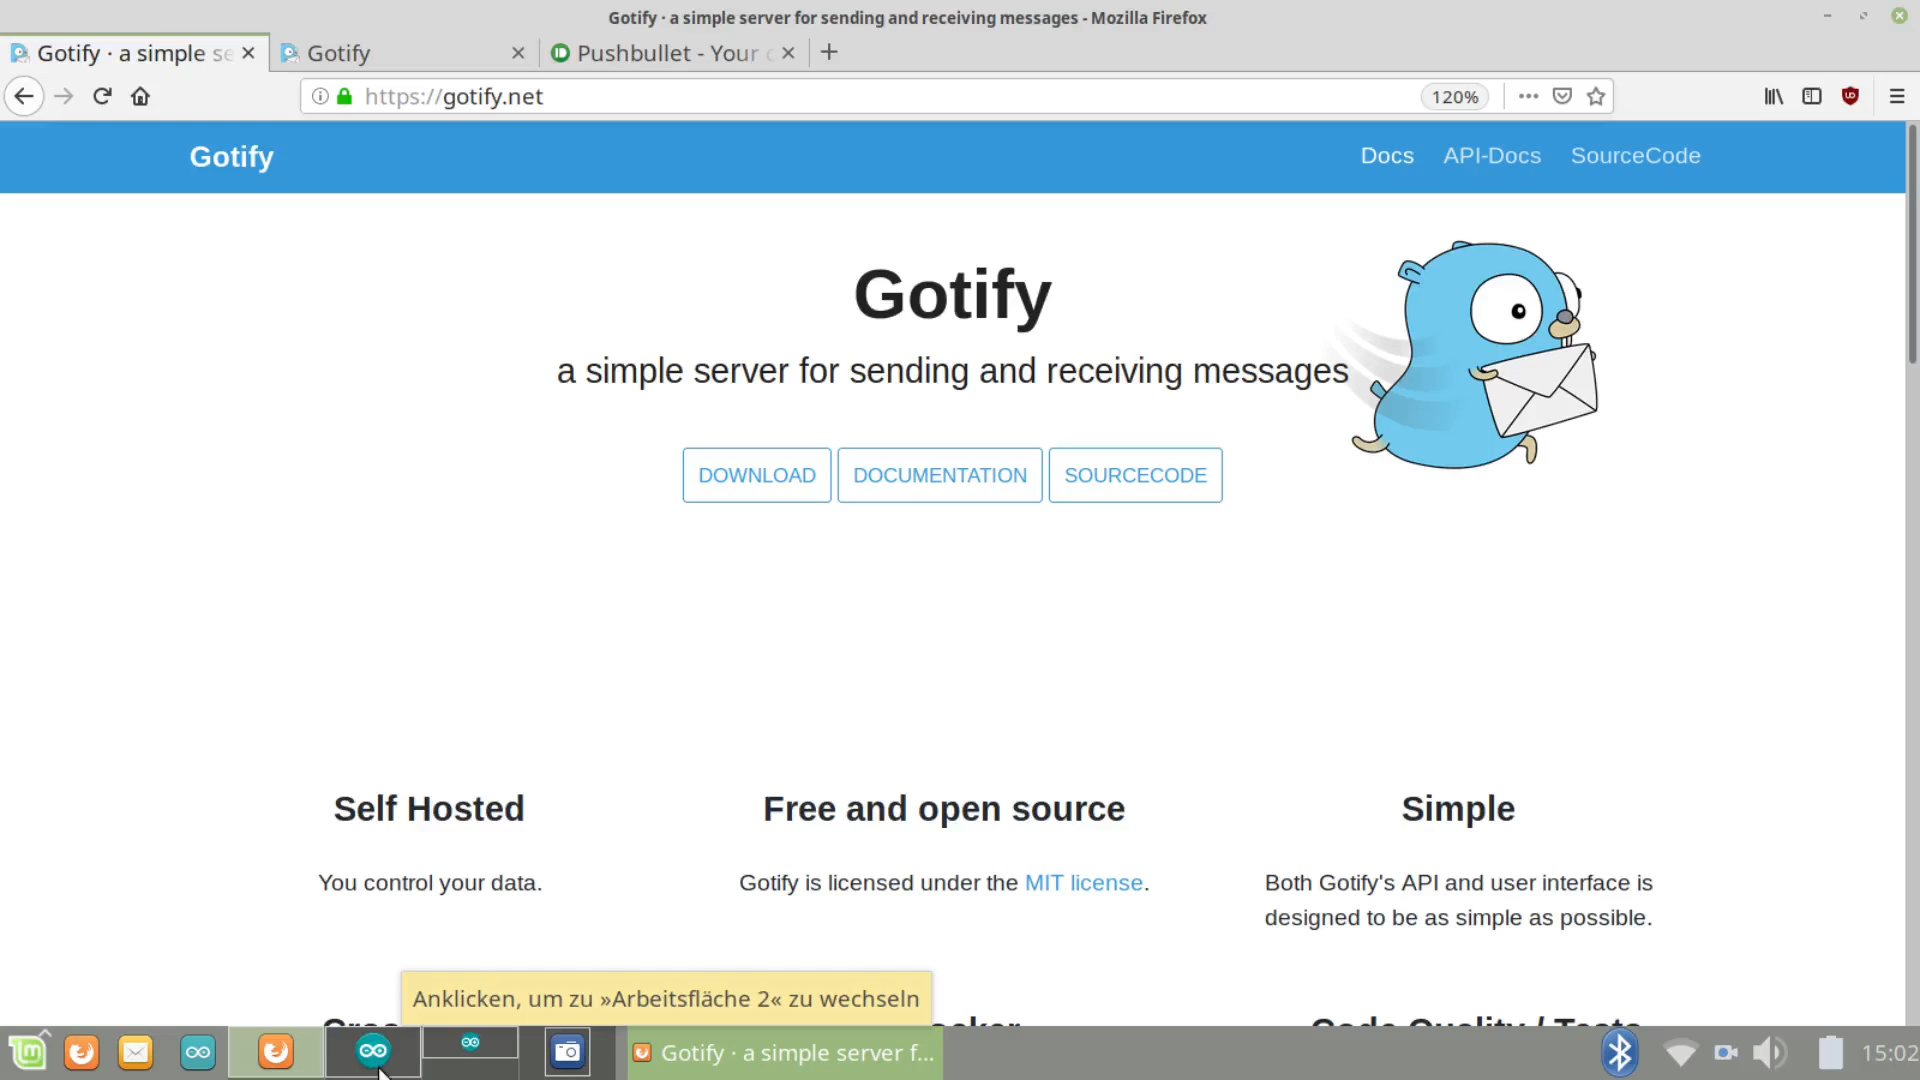 Gotify · a simple server for sending and receiving messages - Mozilla Firefox
Gotify · a simple se
Gotify
Pushbullet - Your
https://gotify.net
120%
Gotify
Docs
API-Docs
SourceCode
Gotify
a simple server for sending and receiving messages
DOWNLOAD
DOCUMENTATION
SOURCECODE
Self Hosted
Free and open source
Simple
You control your data.
Gotify is licensed under the MIT license.
Both Gotify's API and user interface is
designed to be as simple as possible.
Anklicken, um zu »Arbeitsfläche 2« zu wechseln
Code Quality / Tests
Gotify · a simple server f...
15:02